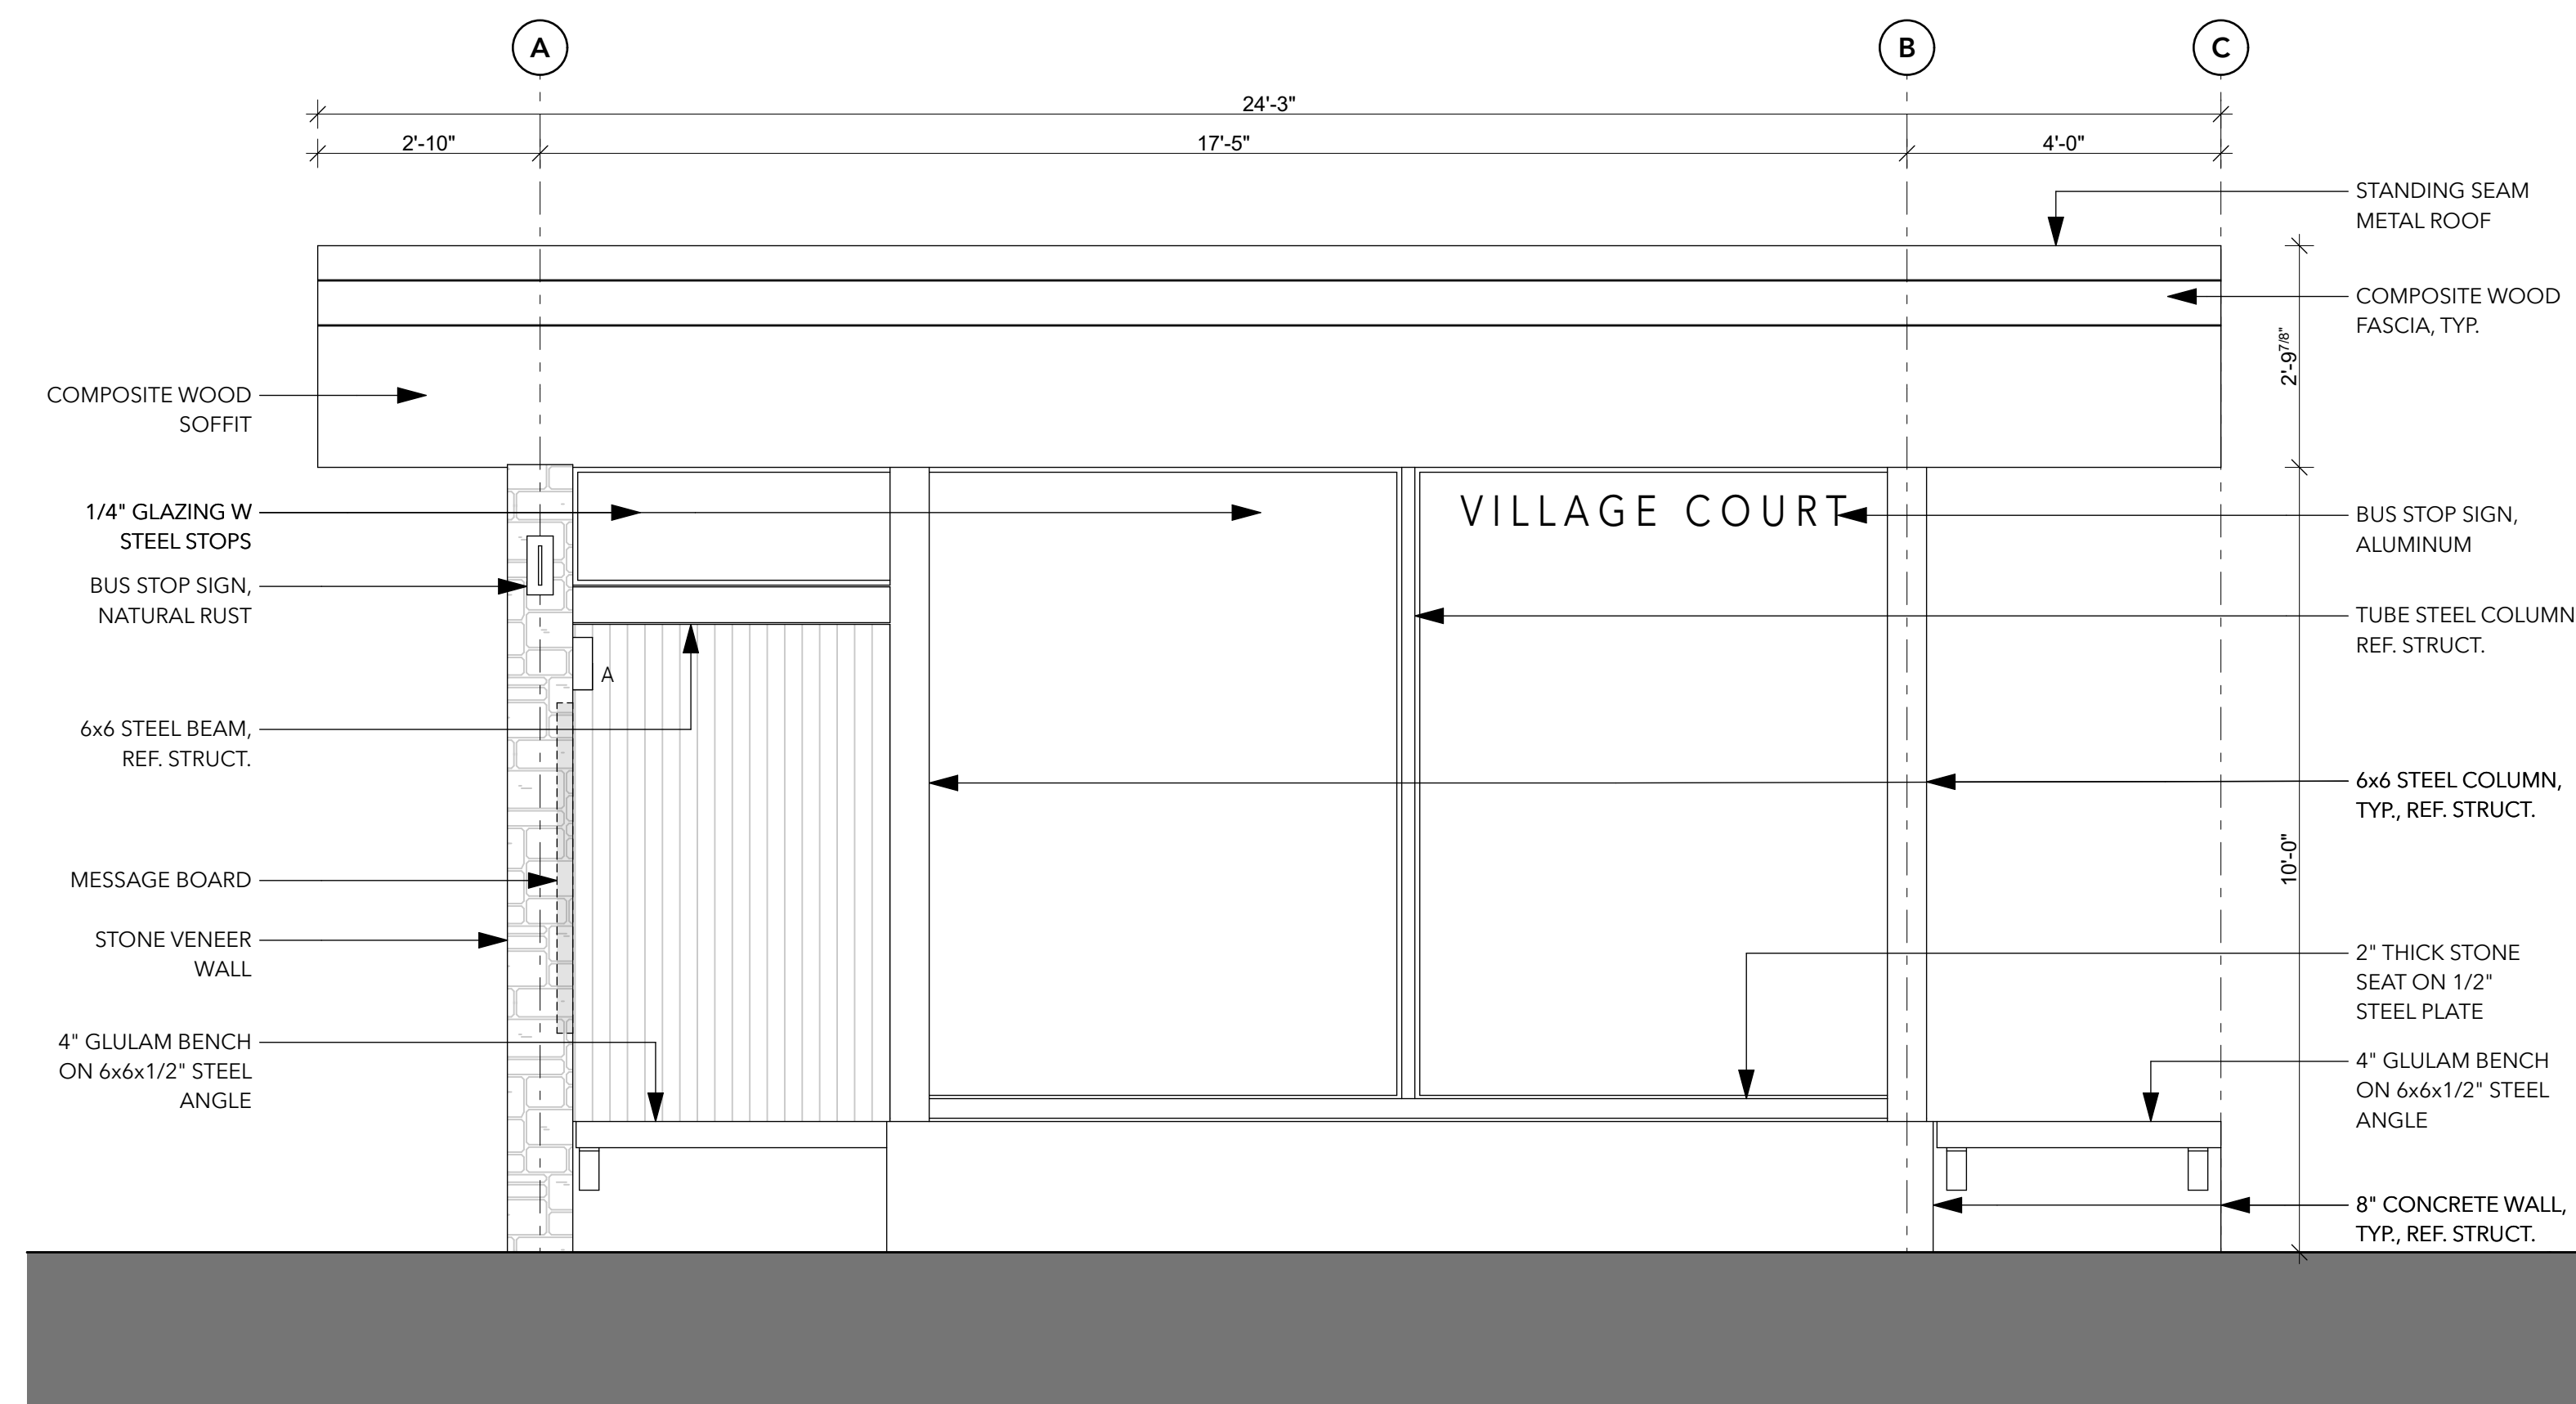 A
B
C
24'-3"
2'-10"
17'-5"
4'-0"
STANDING SEAM
METAL ROOF
COMPOSITE WOOD
FASCIA, TYP.
2'-9 7/8"
COMPOSITE WOOD
SOFFIT
1/4" GLAZING W
STEEL STOPS
VILLAGE COURT
BUS STOP SIGN,
ALUMINUM
BUS STOP SIGN,
NATURAL RUST
TUBE STEEL COLUMN
REF. STRUCT.
A
6x6 STEEL BEAM,
REF. STRUCT.
6x6 STEEL COLUMN,
TYP., REF. STRUCT.
10'-0"
MESSAGE BOARD
STONE VENEER
WALL
2" THICK STONE
SEAT ON 1/2"
STEEL PLATE
4" GLULAM BENCH
ON 6x6x1/2" STEEL
ANGLE
4" GLULAM BENCH
ON 6x6x1/2" STEEL
ANGLE
8" CONCRETE WALL,
TYP., REF. STRUCT.